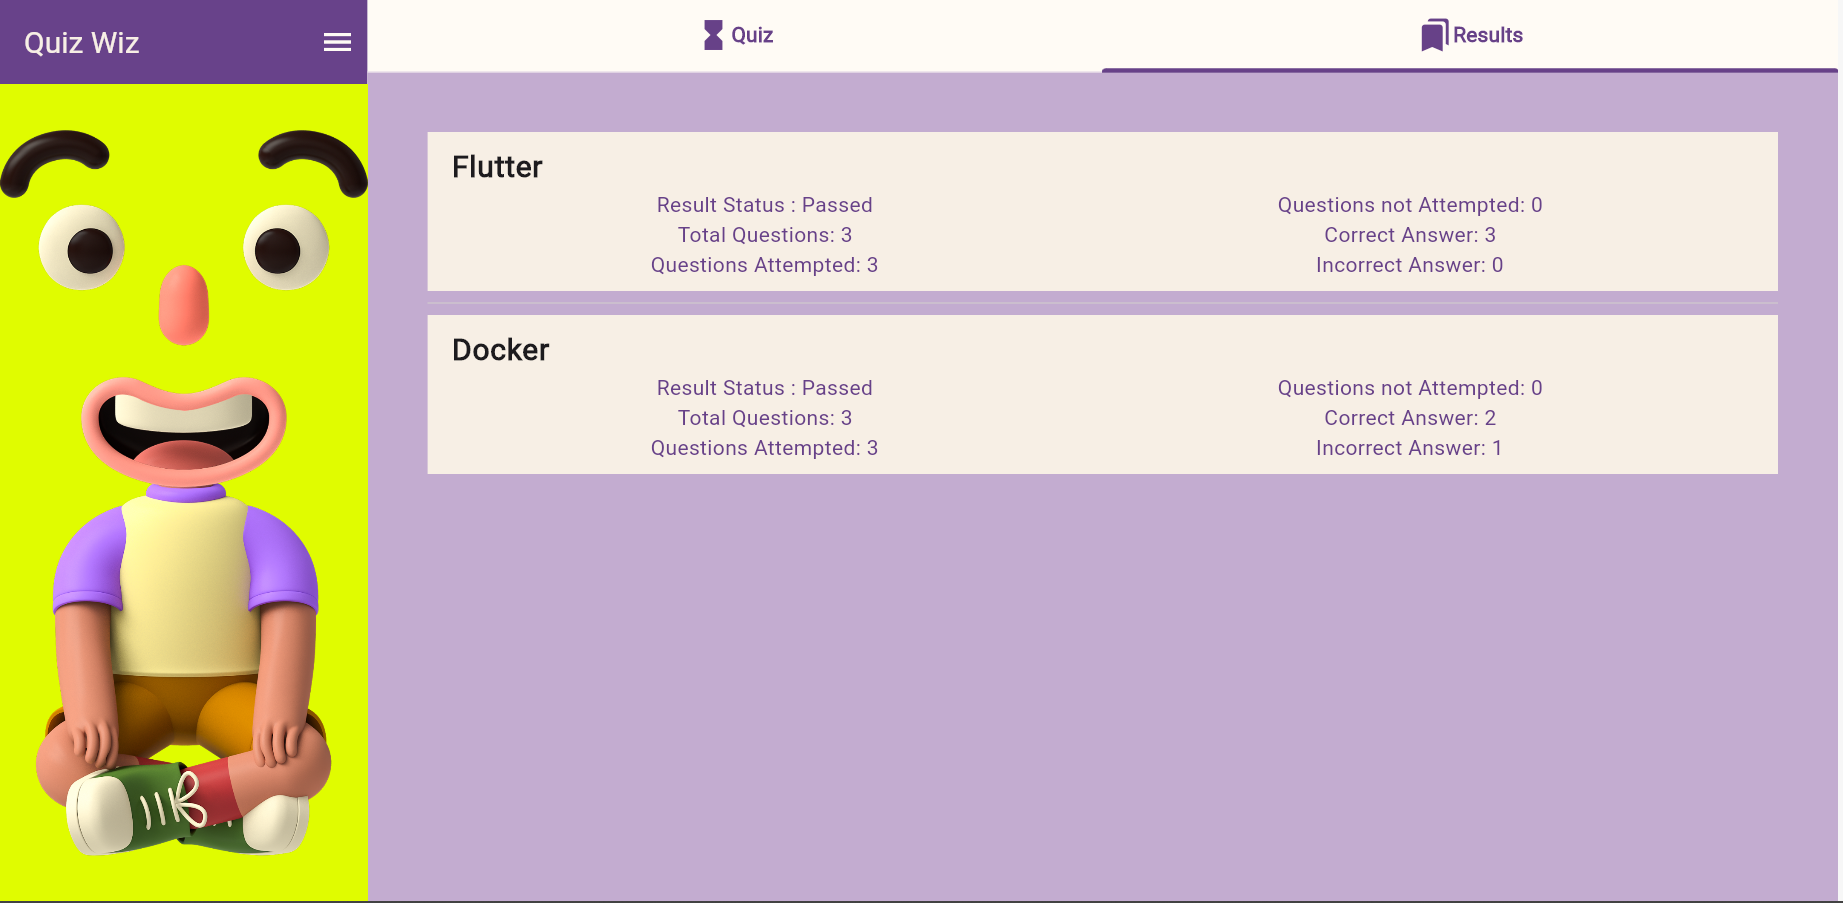 Quiz Wiz
Quiz
Results
Flutter
Result Status : Passed
Total Questions: 3
Questions Attempted: 3
Questions not Attempted: 0
Correct Answer: 3
Incorrect Answer: 0
Docker
Result Status : Passed
Total Questions: 3
Questions Attempted: 3
Questions not Attempted: 0
Correct Answer: 2
Incorrect Answer: 1